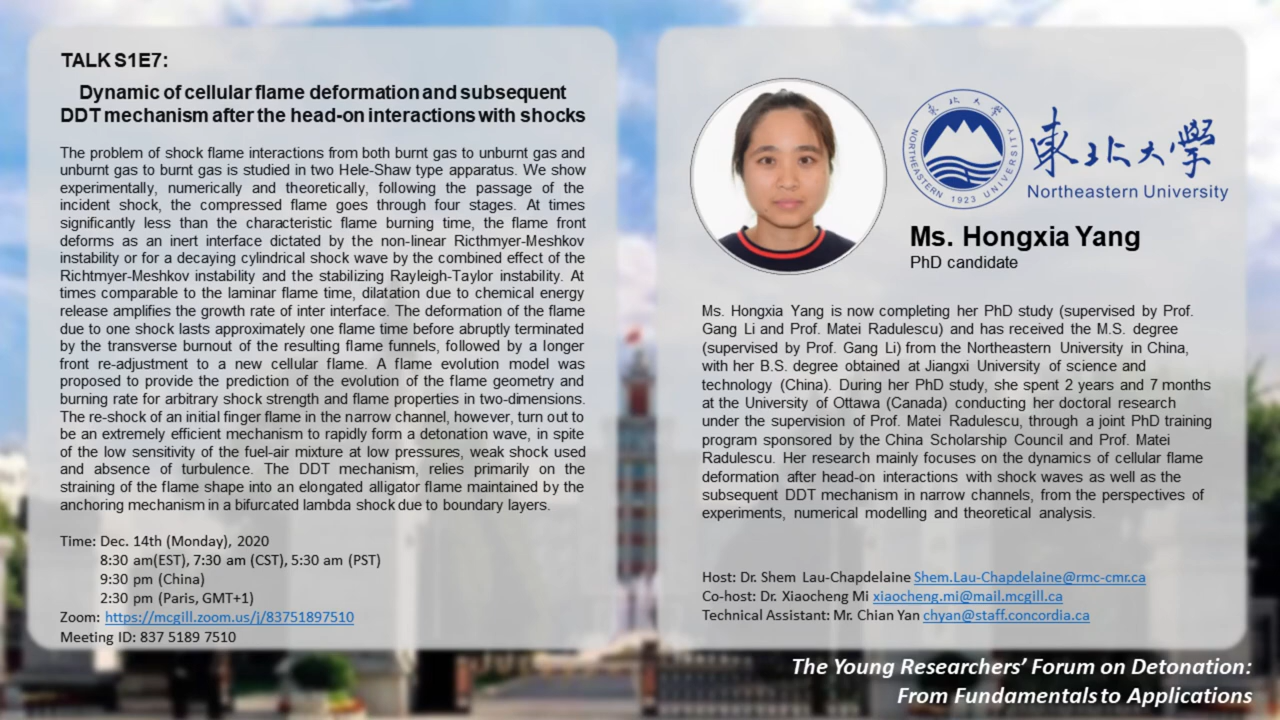 TALK S1E7:
Dynamic of cellular flame deformation and subsequent
DDT mechanism after the head-on interactions with shocks
The problem of shock flame interactions from both burnt gas to unburnt gas and
unburnt gas to burnt gas is studied in two Hele-Shaw type apparatus. We show
experimentally, numerically and theoretically, following the passage of the
incident shock, the compressed flame goes through four stages. At times
significantly less than the characteristic flame burning time, the flame front
deforms as an inert interface dictated by the non-linear Ricthmyer-Meshkov
instability or for a decaying cylindrical shock wave by the combined effect of the
Richtmyer-Meshkov instability and the stabilizing Rayleigh-Taylor instability. At
times comparable to the laminar flame time, dilatation due to chemical energy
release amplifies the growth rate of inter interface. The deformation of the flame
due to one shock lasts approximately one flame time before abruptly terminated
by the transverse burnout of the resulting flame funnels, followed by a longer
front re-adjustment to a new cellular flame. A flame evolution model was
proposed to provide the prediction of the evolution of the flame geometry and
burning rate for arbitrary shock strength and flame properties in two-dimensions.
The re-shock of an initial finger flame in the narrow channel, however, turn out to
be an extremely efficient mechanism to rapidly form a detonation wave, in spite
of the low sensitivity of the fuel-air mixture at low pressures, weak shock used
and absence of turbulence. The DDT mechanism, relies primarily on the
straining of the flame shape into an elongated alligator flame maintained by the
anchoring mechanism in a bifurcated lambda shock due to boundary layers.
Time: Dec. 14th (Monday), 2020
8:30 am(EST), 7:30 am (CST), 5:30 am (PST)
9:30 pm (China)
2:30 pm (Paris, GMT+1)
Zoom: https://mcgill.zoom.us/j/83751897510
Meeting ID: 837 5189 7510
東北大學
NORTHEASTERN 1923 UNIVERSITY
東北大學
Northeastern University
Ms. Hongxia Yang
PhD candidate
Ms. Hongxia Yang is now completing her PhD study (supervised by Prof.
Gang Li and Prof. Matei Radulescu) and has received the M.S. degree
(supervised by Prof. Gang Li) from the Northeastern University in China,
with her B.S. degree obtained at Jiangxi University of science and
technology (China). During her PhD study, she spent 2 years and 7 months
at the University of Ottawa (Canada) conducting her doctoral research
under the supervision of Prof. Matei Radulescu, through a joint PhD training
program sponsored by the China Scholarship Council and Prof. Matei
Radulescu. Her research mainly focuses on the dynamics of cellular flame
deformation after head-on interactions with shock waves as well as the
subsequent DDT mechanism in narrow channels, from the perspectives of
experiments, numerical modelling and theoretical analysis.
Host: Dr. Shem Lau-Chapdelaine Shem.Lau-Chapdelaine@rmc-cmr.ca
Co-host: Dr. Xiaocheng Mi xiaocheng.mi@mail.mcgill.ca
Technical Assistant: Mr. Chian Yan chyan@staff.concordia.ca
The Young Researchers' Forum on Detonation:
From Fundamentals to Applications